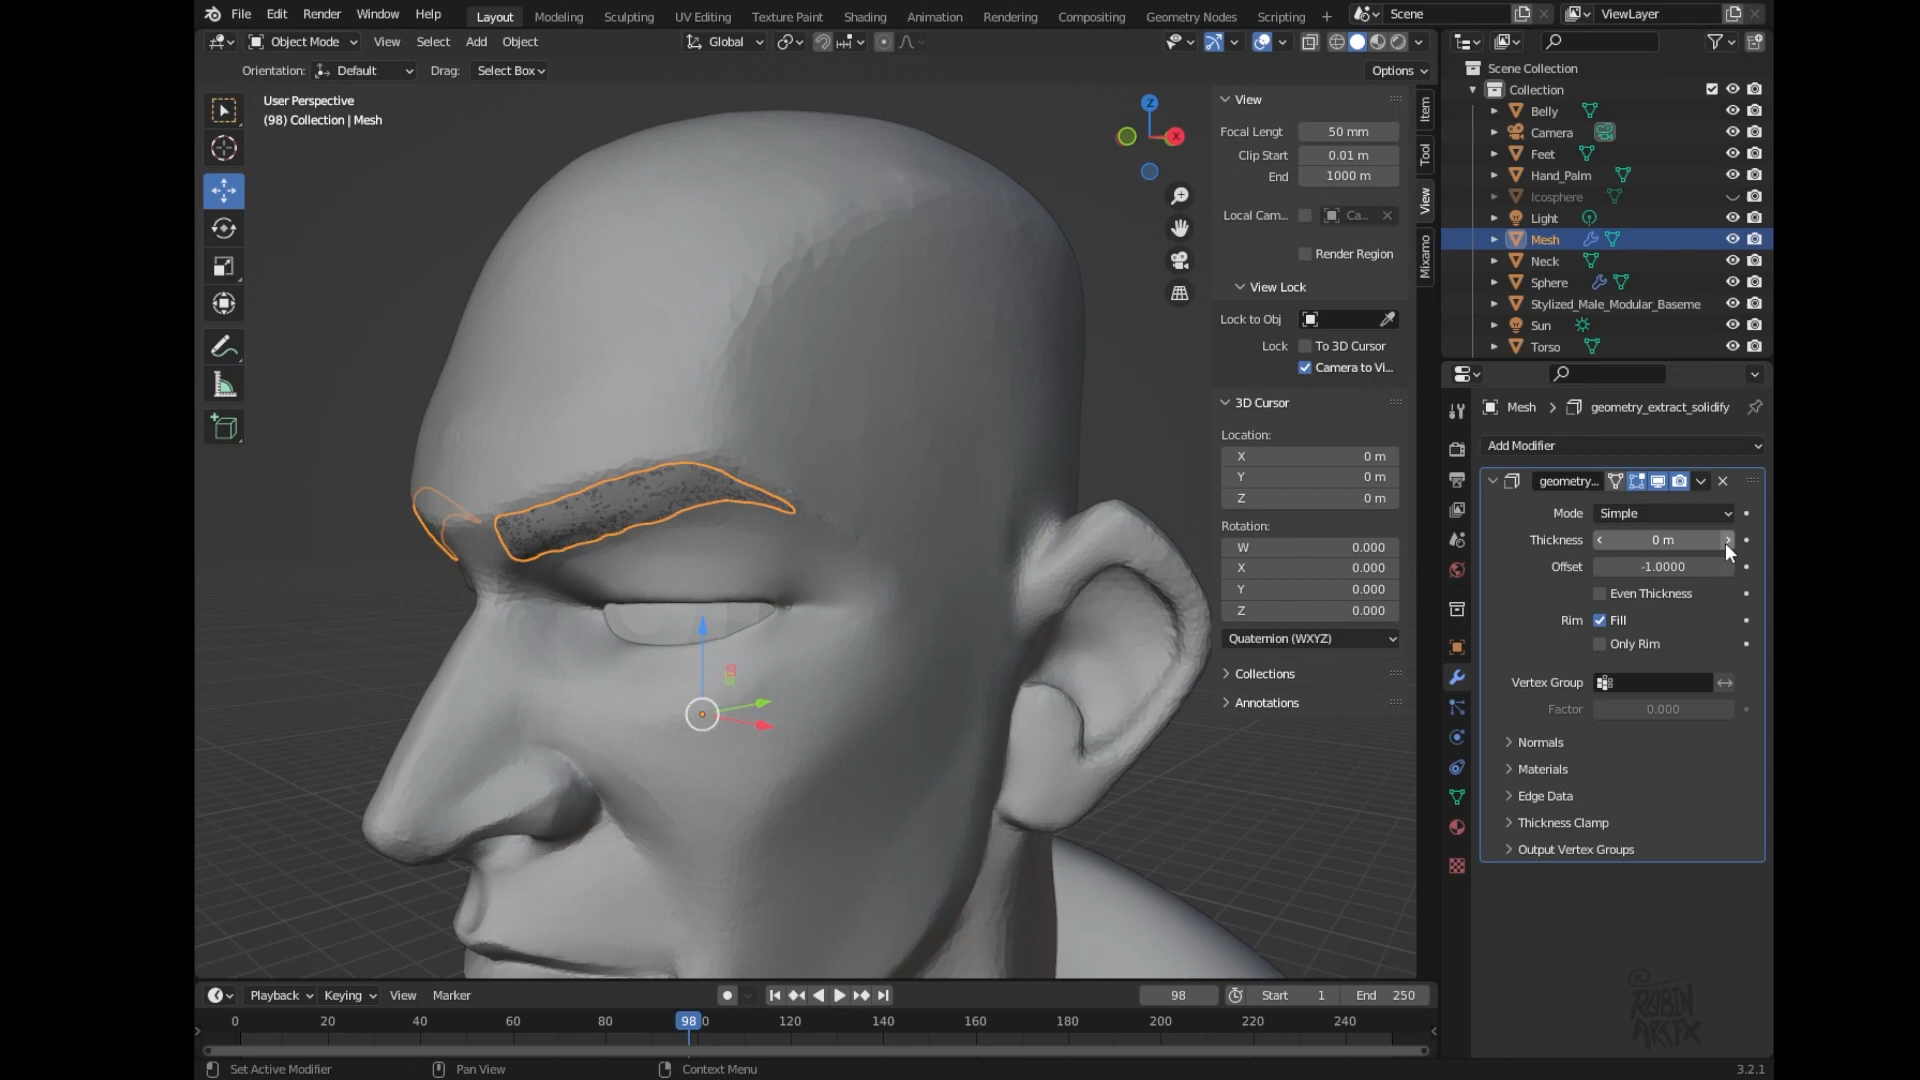 File Edit Render Window Help
Layout Modeling Sculpting UV Editing Texture Paint Shading Animation Rendering Compositing Geometry Nodes Scripting +
Scene
ViewLayer
Object Mode View Select Add Object
Global
Orientation: Default Drag: Select Box
Options
User Perspective
(98) Collection | Mesh
Z
X
View
Focal Lengt 50 mm
Clip Start 0.01 m
End 1000 m
Local Cam... Ca...
Render Region
View Lock
Lock to Obj
Lock To 3D Cursor
Camera to Vi...
3D Cursor
Location:
X 0 m
Y 0 m
Z 0 m
Rotation:
W 0.000
X 0.000
Y 0.000
Z 0.000
Quaternion (WXYZ)
Collections
Annotations
Item
Tool
View
Mixamo
Scene Collection
Collection
Belly
Camera
Feet
Hand_Palm
Icosphere
Light
Mesh
Neck
Sphere
Stylized_Male_Modular_Baseme
Sun
Torso
Mesh > geometry_extract_solidify
Add Modifier
geometry...
Mode Simple
Thickness 0 m
Offset -1.0000
Even Thickness
Rim Fill
Only Rim
Vertex Group
Factor 0.000
Normals
Materials
Edge Data
Thickness Clamp
Output Vertex Groups
@
ROBIN
ARTFX
Playback Keying View Marker
98 Start 1 End 250
0 20 40 60 80 98 0 120 140 160 180 200 220 240
Set Active Modifier Pan View Context Menu
3.2.1